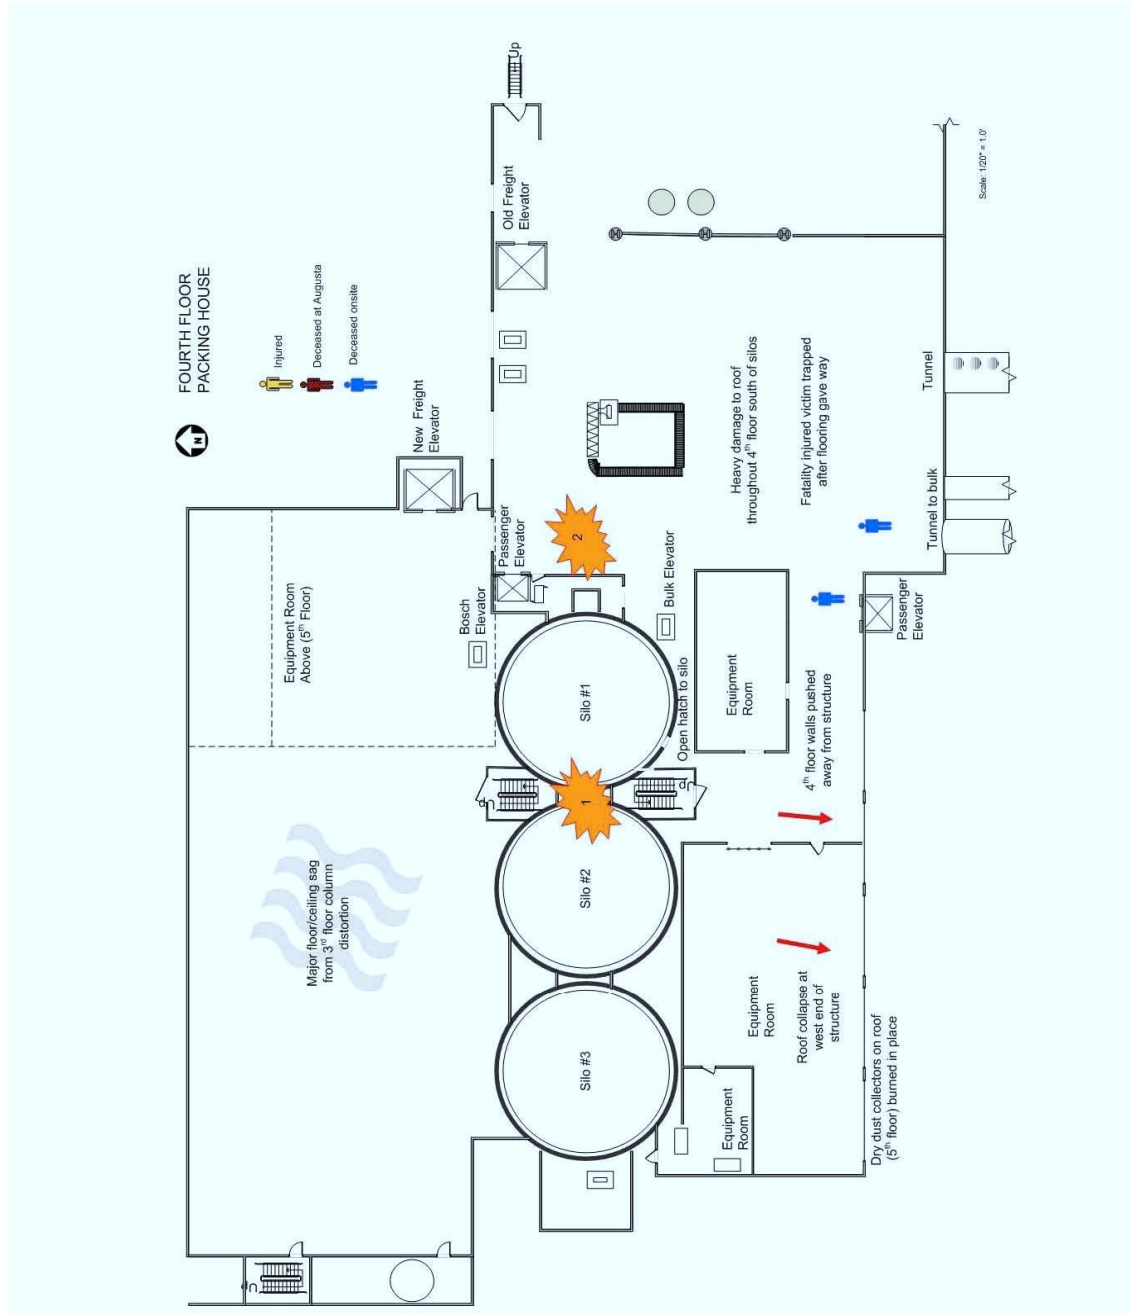 FOURTH FLOOR
PACKING HOUSE
N
Injured
Deceased at Augusta
Deceased onsite
Up
Old Freight
Elevator
New Freight
Elevator
Passenger
Elevator
Bosch
Elevator
Equipment Room
Above (5th Floor)
Major floor/ceiling sag
from 3rd floor column
distortion
Silo #3
Silo #2
Silo #1
1
2
dn
dn
dn
Open hatch to silo
Bulk Elevator
Equipment
Room
Heavy damage to roof
throughout 4th floor south of silos
Fatality injured victim trapped
after flooring gave way
4th floor walls pushed
away from structure
Equipment
Room
Roof collapse at
west end of
structure
Equipment
Room
Dry dust collectors on roof
(5th floor) burned in place
Passenger
Elevator
Tunnel to bulk
Tunnel
Scale: 1/20" = 1.0'